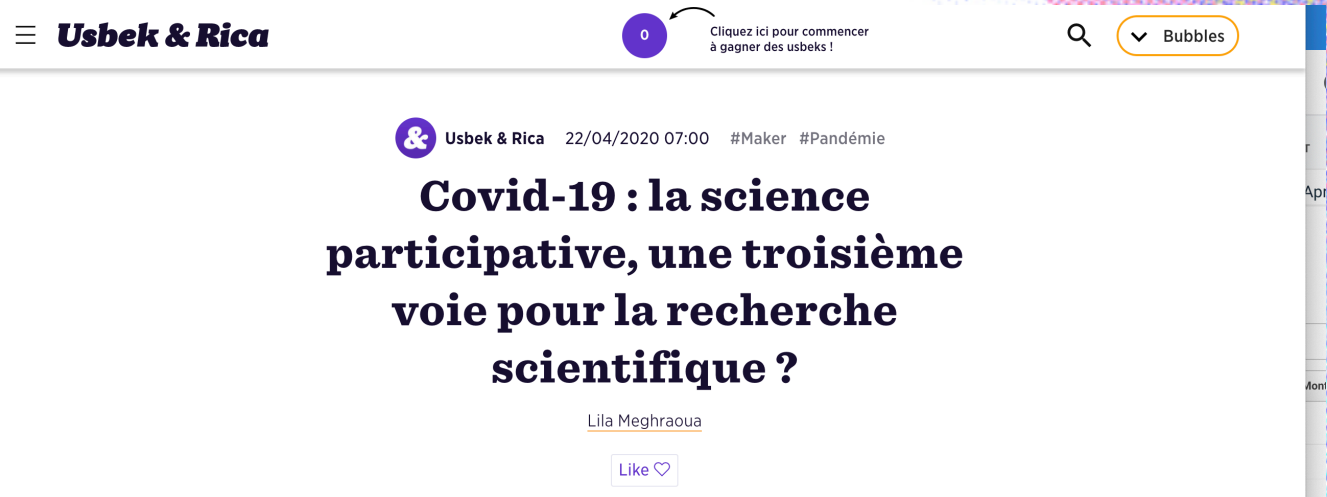 Usbek & Rica
0
Cliquez ici pour commencer
à gagner des usbeks !
Bubbles
&
Usbek & Rica 22/04/2020 07:00 #Maker #Pandémie
Covid-19 : la science
participative, une troisième
voie pour la recherche
scientifique ?
Lila Meghraoua
Like